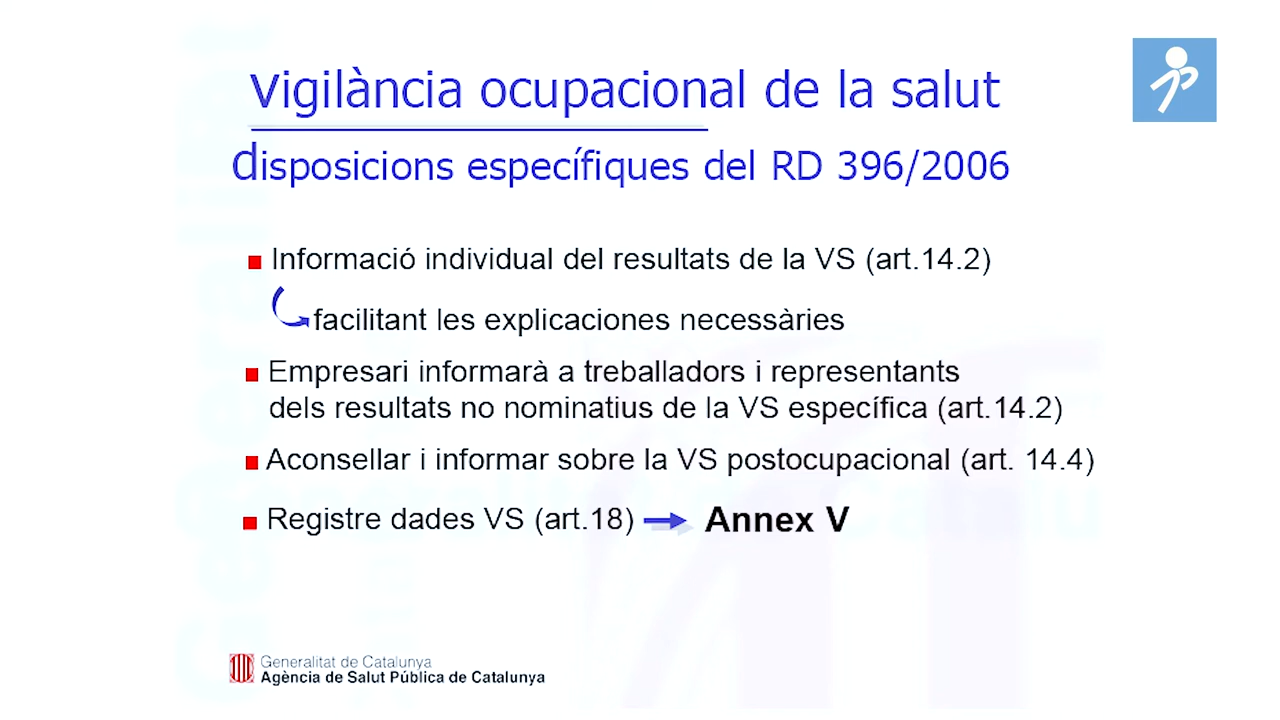 vigilància ocupacional de la salut
disposicions específiques del RD 396/2006
Informació individual del resultats de la VS (art.14.2)
facilitant les explicaciones necessàries
Empresari informarà a treballadors i representants
dels resultats no nominatius de la VS específica (art.14.2)
Aconsellar i informar sobre la VS postocupacional (art. 14.4)
Registre dades VS (art.18) Annex V
Generalitat de Catalunya
Agència de Salut Pública de Catalunya